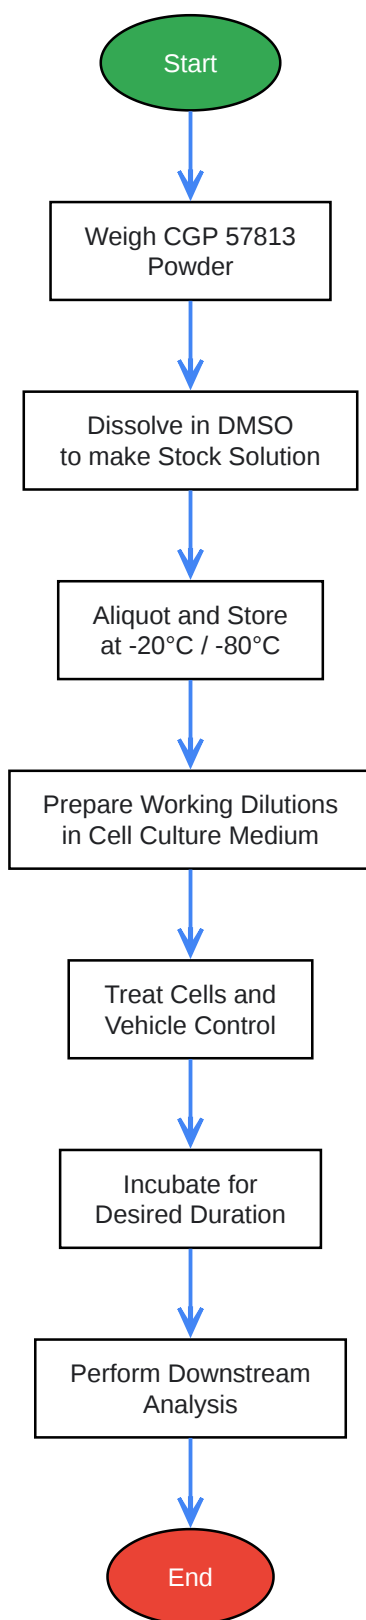 Start
Weigh CGP 57813
Powder
Dissolve in DMSO
to make Stock Solution
Aliquot and Store
at -20°C / -80°C
Prepare Working Dilutions
in Cell Culture Medium
Treat Cells and
Vehicle Control
Incubate for
Desired Duration
Perform Downstream
Analysis
End